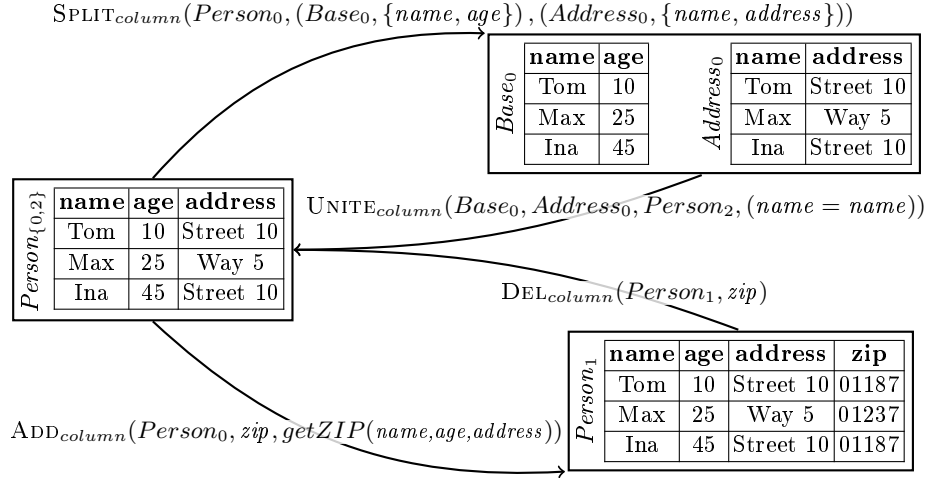 SPLIT_column(Person_0, (Base_0, {name, age}), (Address_0, {name, address}))
Base_0
name age
Tom 10
Max 25
Ina 45
Address_0
name address
Tom Street 10
Max Way 5
Ina Street 10
Person_{0,2}
name age address
Tom 10 Street 10
Max 25 Way 5
Ina 45 Street 10
UNITE_column(Base_0, Address_0, Person_2, (name = name))
DEL_column(Person_1, zip)
Person_1
name age address zip
Tom 10 Street 10 01187
Max 25 Way 5 01237
Ina 45 Street 10 01187
ADD_column(Person_0, zip, getZIP(name,age,address))